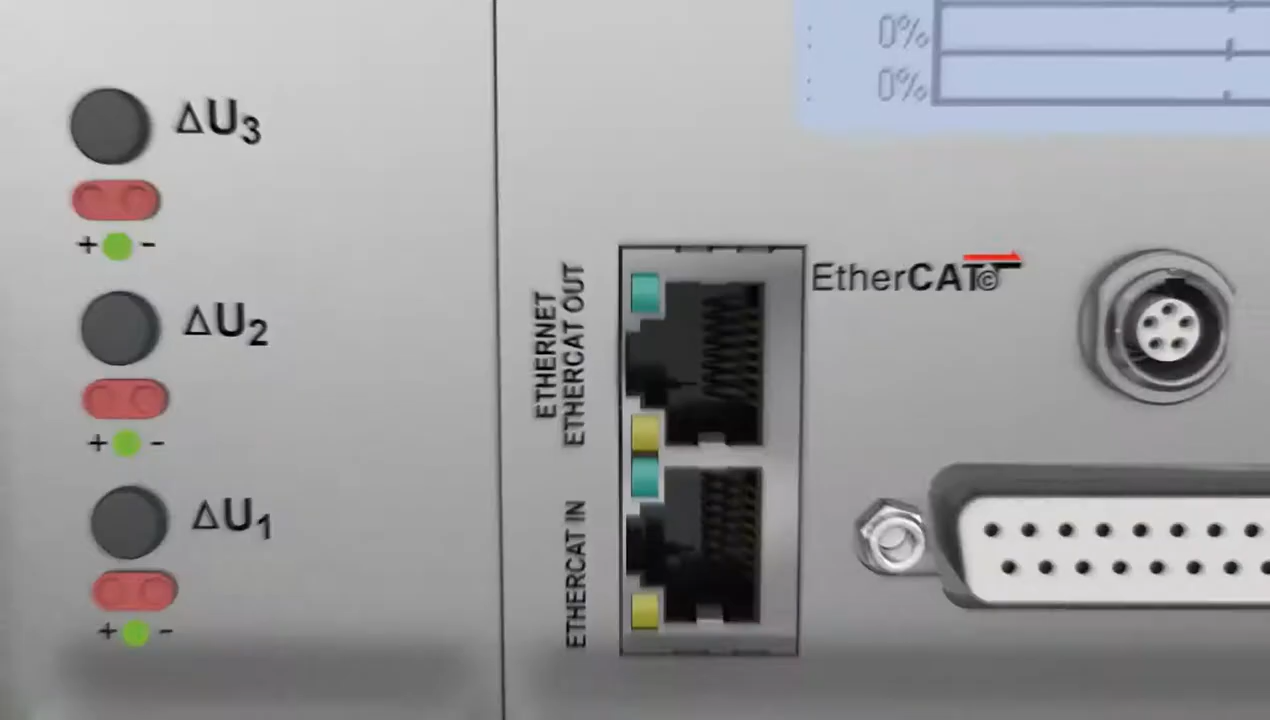 0%
0%
ΔU3
+ -
ΔU2
+ -
ΔU1
+ -
ETHERNET
ETHERCAT OUT
ETHERCAT IN
EtherCAT©